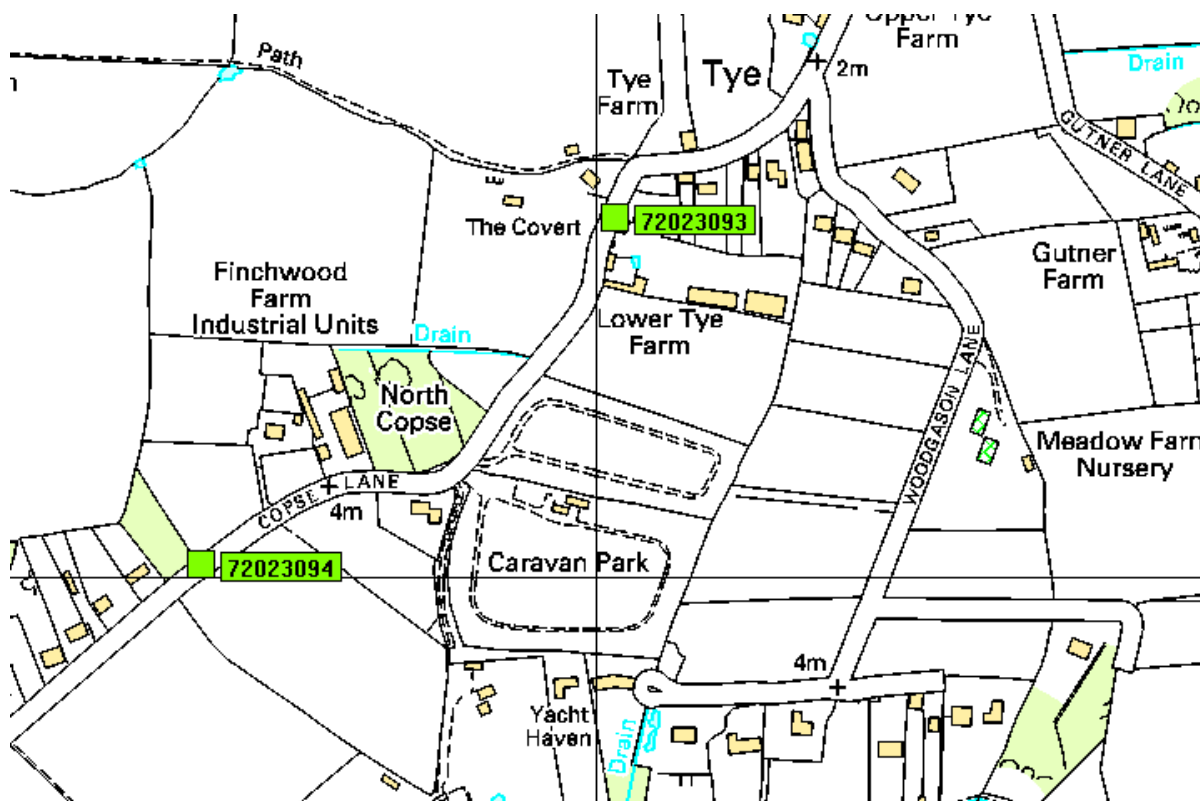 Path
Tye
Farm
Tye
2m
Upper Tye
Farm
Drain
GUTNER LANE
The Covert
72023093
Gutner
Farm
Finchwood
Farm
Industrial Units
Drain
Lower Tye
Farm
North
Copse
WOODGASON LANE
Meadow Farm
Nursery
COPSE LANE
4m
Caravan Park
72023094
4m
Yacht
Haven
Drain